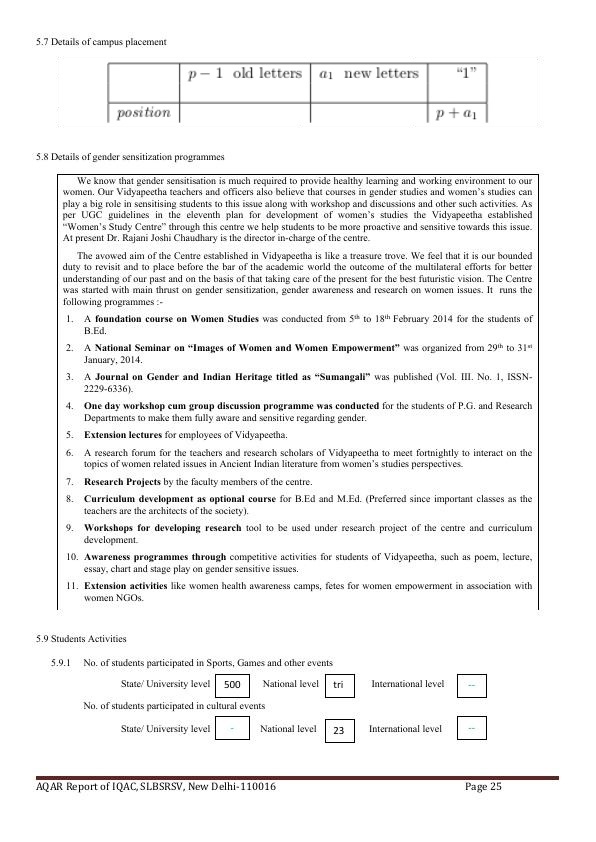 5.7 Details of campus placement
p − 1 old letters a₁ new letters “1”
position p + a₁
5.8 Details of gender sensitization programmes
We know that gender sensitisation is much required to provide healthy learning and working environment to our
women. Our Vidyapeetha teachers and officers also believe that courses in gender studies and women’s studies can
play a big role in sensitising students to this issue along with workshop and discussions and other such activities. As
per UGC guidelines in the eleventh plan for development of women’s studies the Vidyapeetha established
“Women’s Study Centre” through this centre we help students to be more proactive and sensitive towards this issue.
At present Dr. Rajani Joshi Chaudhary is the director in-charge of the centre.
The avowed aim of the Centre established in Vidyapeetha is like a treasure trove. We feel that it is our bounded
duty to revisit and to place before the bar of the academic world the outcome of the multilateral efforts for better
understanding of our past and on the basis of that taking care of the present for the best futuristic vision. The Centre
was started with main thrust on gender sensitization, gender awareness and research on women issues. It runs the
following programmes :-
1. A foundation course on Women Studies was conducted from 5th to 18th February 2014 for the students of
B.Ed.
2. A National Seminar on “Images of Women and Women Empowerment” was organized from 29th to 31st
January, 2014.
3. A Journal on Gender and Indian Heritage titled as “Sumangali” was published (Vol. III. No. 1, ISSN-
2229-6336).
4. One day workshop cum group discussion programme was conducted for the students of P.G. and Research
Departments to make them fully aware and sensitive regarding gender.
5. Extension lectures for employees of Vidyapeetha.
6. A research forum for the teachers and research scholars of Vidyapeetha to meet fortnightly to interact on the
topics of women related issues in Ancient Indian literature from women’s studies perspectives.
7. Research Projects by the faculty members of the centre.
8. Curriculum development as optional course for B.Ed and M.Ed. (Preferred since important classes as the
teachers are the architects of the society).
9. Workshops for developing research tool to be used under research project of the centre and curriculum
development.
10. Awareness programmes through competitive activities for students of Vidyapeetha, such as poem, lecture,
essay, chart and stage play on gender sensitive issues.
11. Extension activities like women health awareness camps, fetes for women empowerment in association with
women NGOs.
5.9 Students Activities
5.9.1 No. of students participated in Sports, Games and other events
State/ University level 500 National level tri International level --
No. of students participated in cultural events
State/ University level - National level 23 International level --
AQAR Report of IQAC, SLBSRSV, New Delhi-110016 Page 25